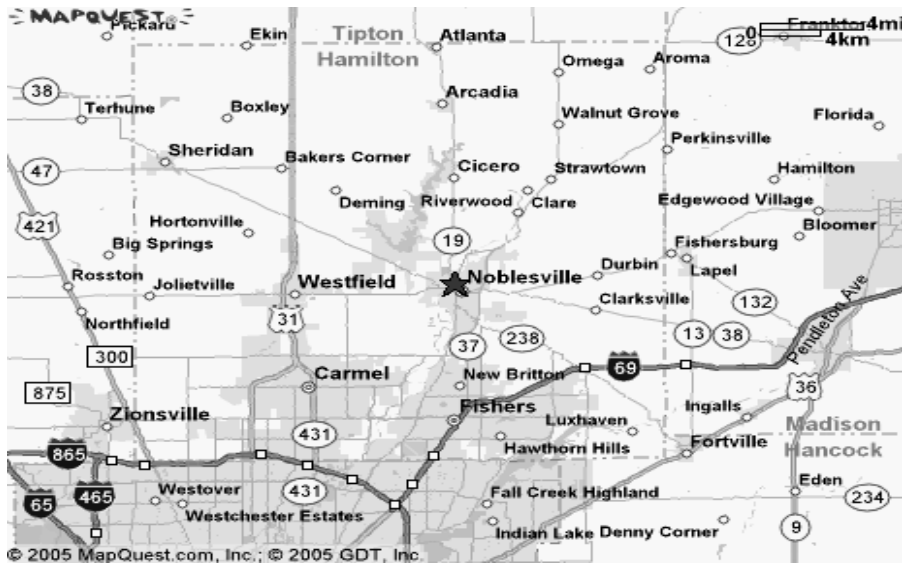 MAPQUEST
Pickard
Ekin
Tipton
Hamilton
Atlanta
Omega
Aroma
128
Frankton
0 4mi
4km
38
Terhune
Boxley
Arcadia
Walnut Grove
Florida
Perkinsville
Sheridan
Bakers Corner
47
Cicero
Strawtown
Hamilton
Deming
Riverwood
Clare
Edgewood Village
421
Hortonville
Big Springs
19
Fishersburg
Bloomer
Rosston
Jolietville
Westfield
Noblesville
Durbin
Lapel
Clarksville
132
Northfield
31
37
238
13
38
Pendleton Ave
300
875
Carmel
New Britton
69
36
Zionsville
Fishers
Luxhaven
Ingalls
Madison
Hancock
431
Hawthorn Hills
Fortville
865
465
65
431
Westover
Westchester Estates
Fall Creek Highland
Indian Lake
Denny Corner
Eden
234
9
© 2005 MapQuest.com, Inc.; © 2005 GDT, Inc.